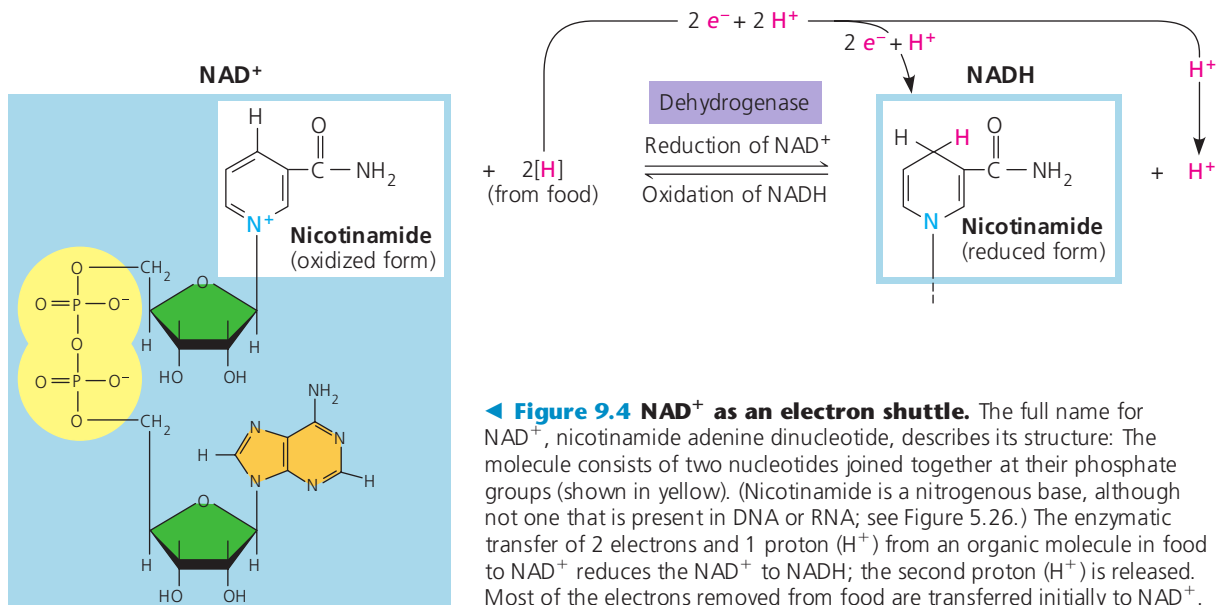 2 e⁻ + 2 H⁺
2 e⁻ + H⁺
H⁺
NAD⁺
NADH
Dehydrogenase
H
O
C
NH₂
N⁺
Nicotinamide
(oxidized form)
+ 2[H]
(from food)
Reduction of NAD⁺
Oxidation of NADH
H H
O
C
NH₂
N
Nicotinamide
(reduced form)
+ H⁺
O
CH₂
O
O
P
O⁻
H
H
O
HO
OH
O
P
O⁻
O
CH₂
NH₂
N
N
H
N
N
H
O
H
H
HO
OH
◄ Figure 9.4 NAD⁺ as an electron shuttle. The full name for
NAD⁺, nicotinamide adenine dinucleotide, describes its structure: The
molecule consists of two nucleotides joined together at their phosphate
groups (shown in yellow). (Nicotinamide is a nitrogenous base, although
not one that is present in DNA or RNA; see Figure 5.26.) The enzymatic
transfer of 2 electrons and 1 proton (H⁺) from an organic molecule in food
to NAD⁺ reduces the NAD⁺ to NADH; the second proton (H⁺) is released.
Most of the electrons removed from food are transferred initially to NAD⁺.